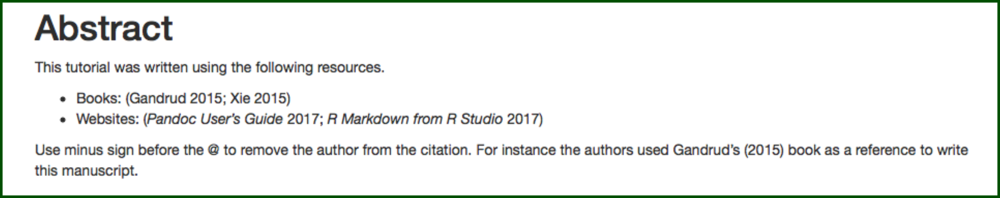 Abstract
This tutorial was written using the following resources.
• Books: (Gandrud 2015; Xie 2015)
• Websites: (Pandoc User’s Guide 2017; R Markdown from R Studio 2017)
Use minus sign before the @ to remove the author from the citation. For instance the authors used Gandrud’s (2015) book as a reference to write
this manuscript.